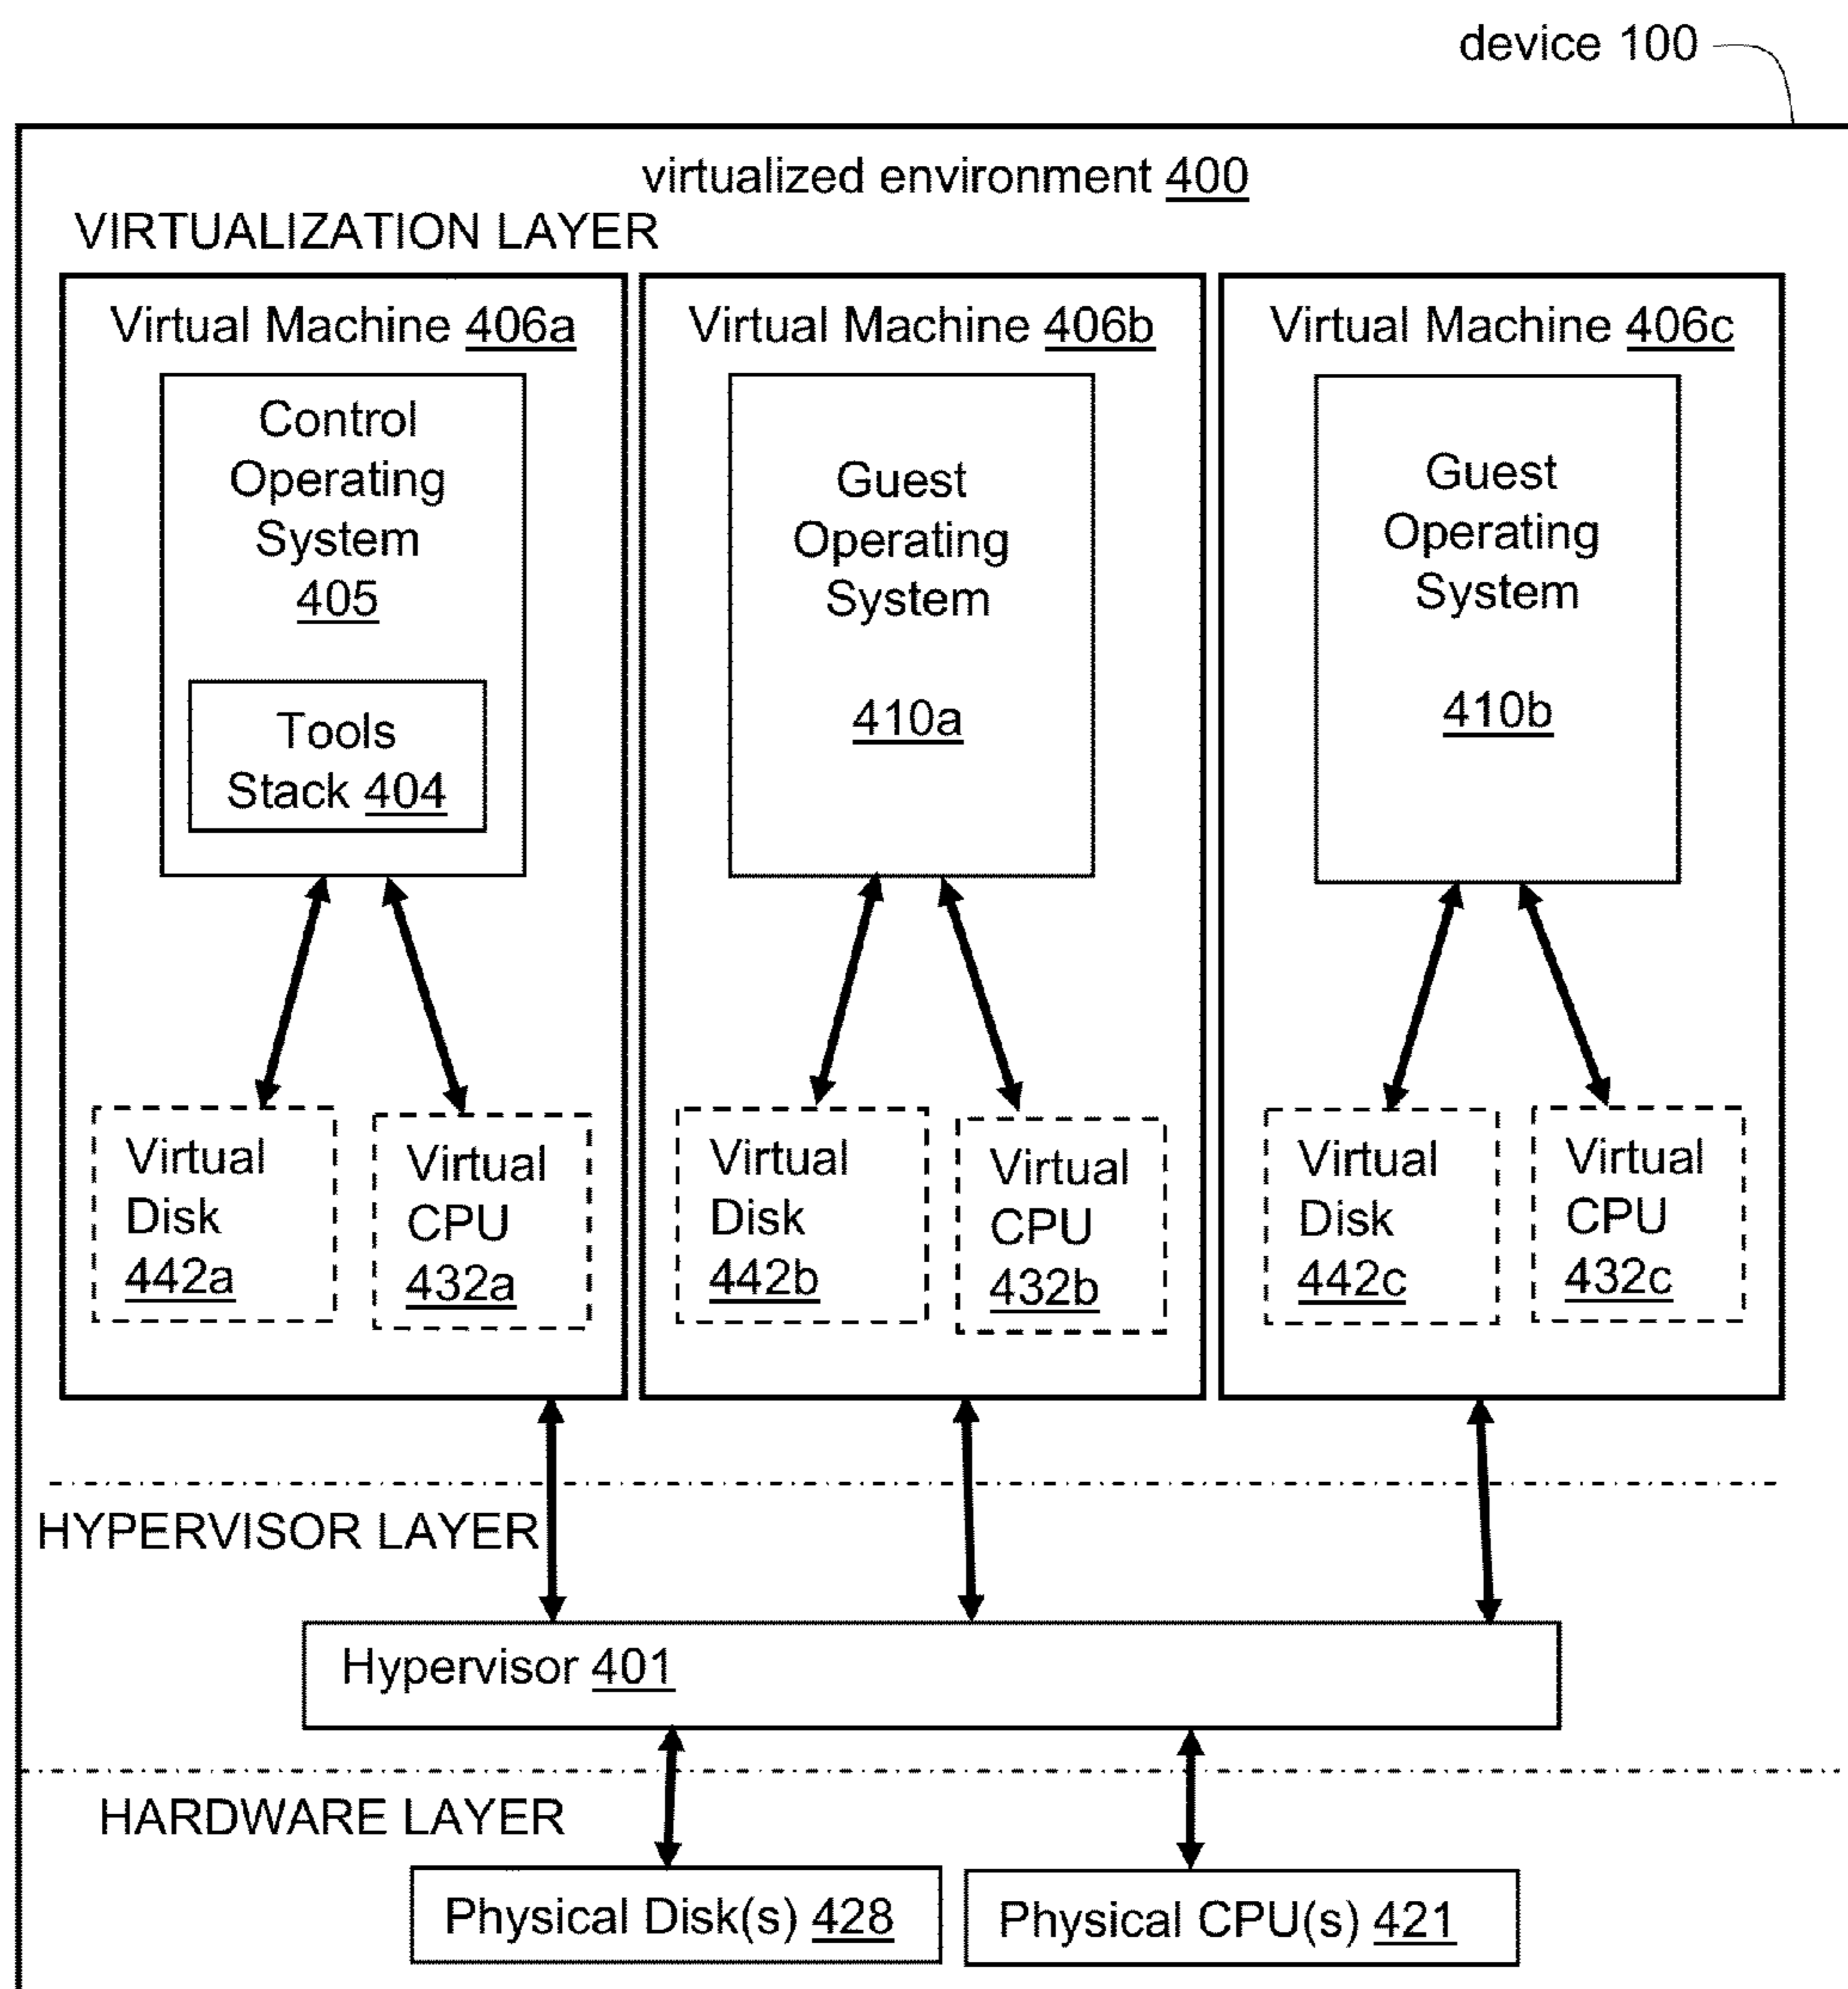 device 100
virtualized environment 400
VIRTUALIZATION LAYER
Virtual Machine 406a
Control
Operating
System
405
Tools
Stack 404
Virtual
Disk
442a
Virtual
CPU
432a
Virtual Machine 406b
Guest
Operating
System
410a
Virtual
Disk
442b
Virtual
CPU
432b
Virtual Machine 406c
Guest
Operating
System
410b
Virtual
Disk
442c
Virtual
CPU
432c
HYPERVISOR LAYER
Hypervisor 401
HARDWARE LAYER
Physical Disk(s) 428
Physical CPU(s) 421